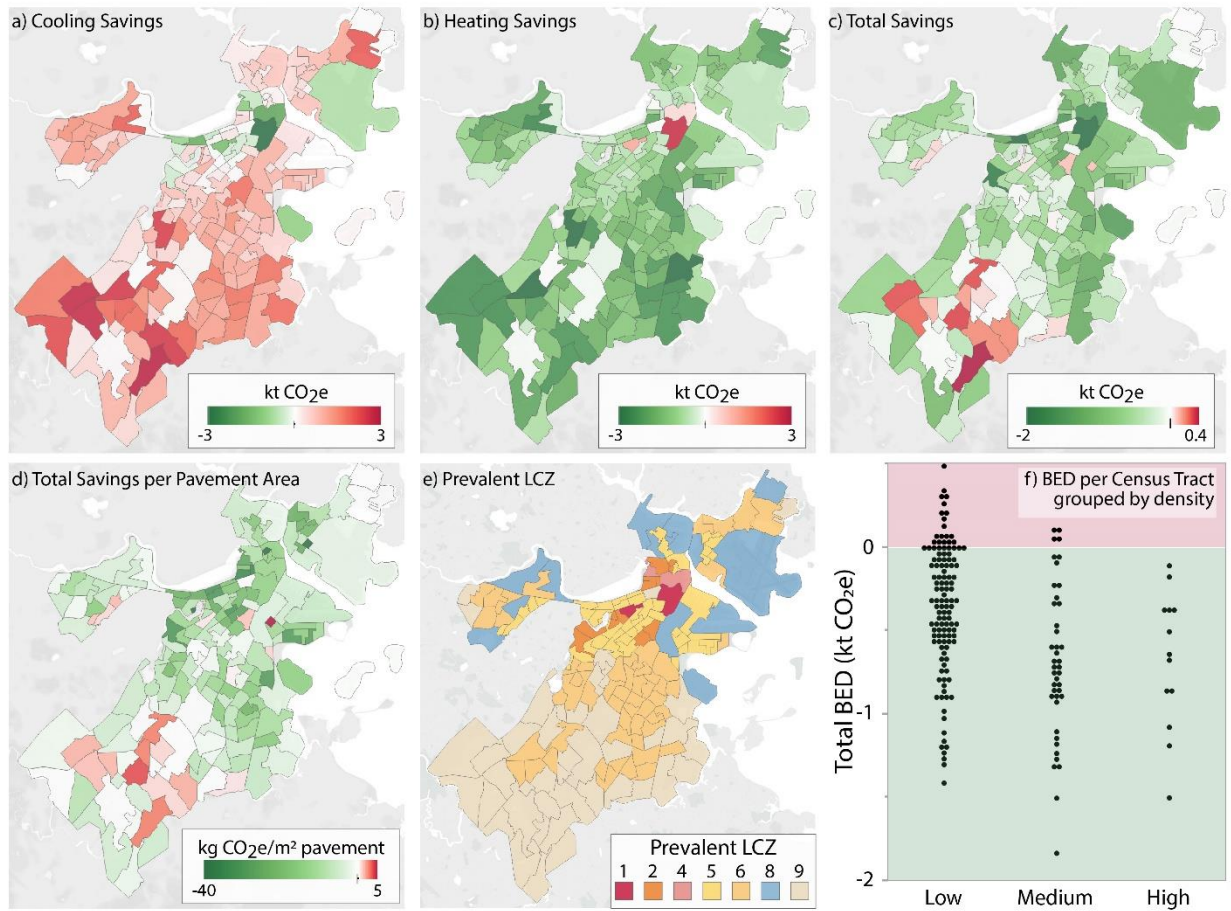 a) Cooling Savings
b) Heating Savings
c) Total Savings
kt CO₂e
-3
3
kt CO₂e
-3
3
kt CO₂e
-2
0.4
d) Total Savings per Pavement Area
e) Prevalent LCZ
f) BED per Census Tract
grouped by density
kg CO₂e/m² pavement
-40
5
Prevalent LCZ
1 2 4 5 6 8 9
Total BED (kt CO₂e)
0
-1
-2
Low Medium High